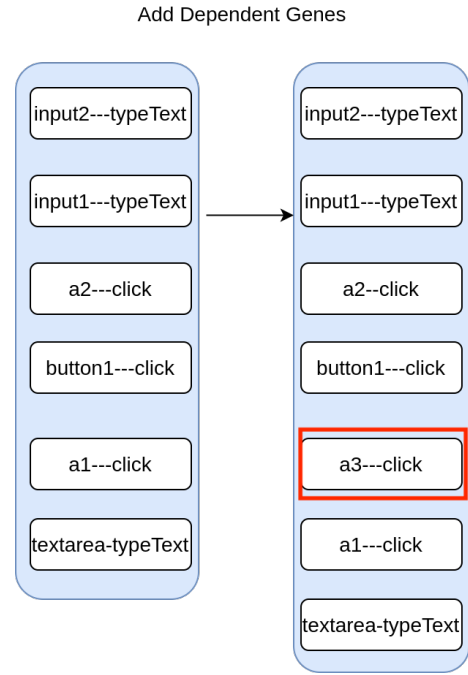 Add Dependent Genes
input2---typeText
input1---typeText
a2---click
button1---click
a1---click
textarea-typeText
input2---typeText
input1---typeText
a2--click
button1---click
a3---click
a1---click
textarea-typeText